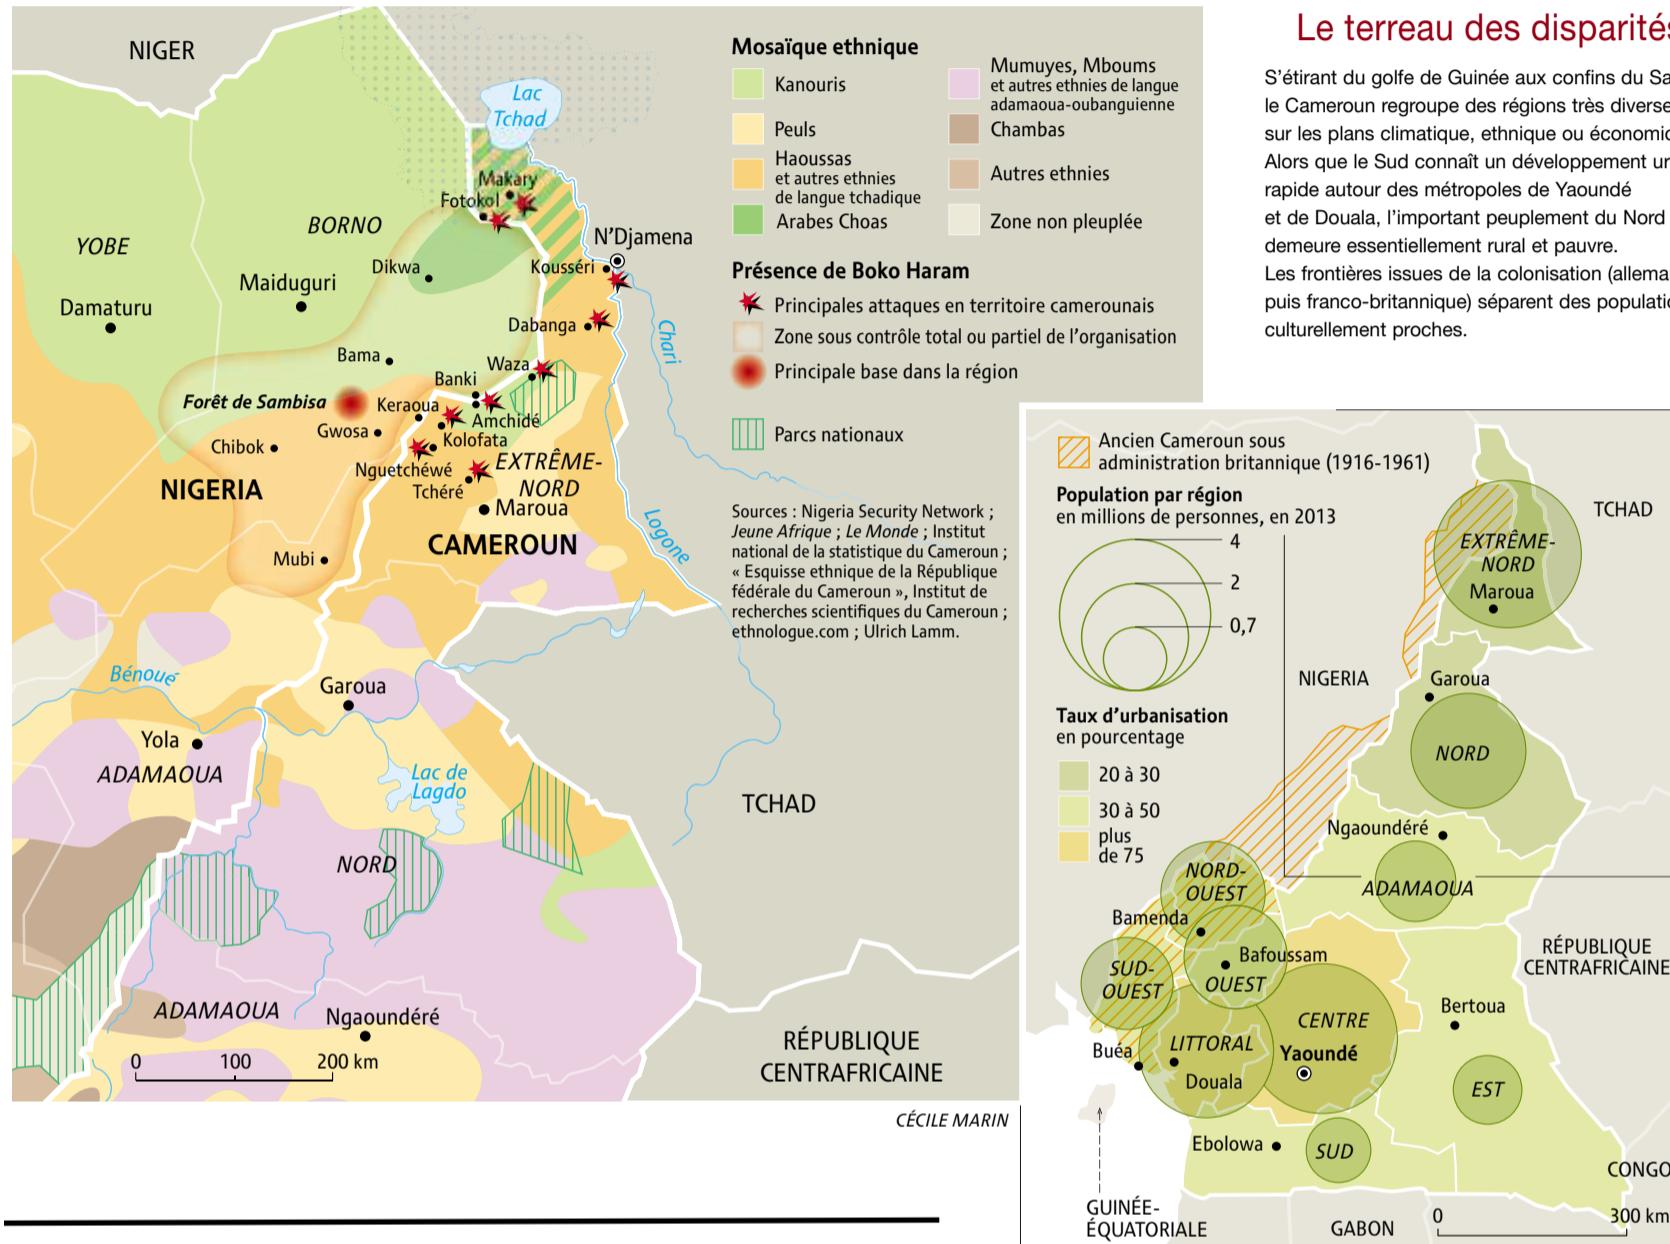 NIGER
Lac
Tchad
Makary
Fotokol
BORNO
YOBE
N'Djamena
Dikwa
Kousséri
Maiduguri
Damaturu
Dabanga
Chari
Bama
Waza
Banki
Forêt de Sambisa
Keraoua
Amchidé
Gwosa
Kolofata
Chibok
Nguetchéwé
EXTRÊME-
NORD
Tchéré
NIGERIA
Maroua
Logone
CAMEROUN
Mubi
Bénoué
Garoua
Yola
ADAMAOUA
Lac de
Lagdo
TCHAD
NORD
ADAMAOUA
Ngaoundéré
RÉPUBLIQUE
CENTRAFRICAINE
0 100 200 km
CÉCILE MARIN
Mosaïque ethnique
Kanouris
Peuls
Haoussas
et autres ethnies
de langue tchadique
Arabes Choas
Mumuyes, Mboums
et autres ethnies de langue
adamaoua-oubanguienne
Chambas
Autres ethnies
Zone non pleuplée
Présence de Boko Haram
Principales attaques en territoire camerounais
Zone sous contrôle total ou partiel de l'organisation
Principale base dans la région
Parcs nationaux
Sources : Nigeria Security Network ;
Jeune Afrique ; Le Monde ; Institut
national de la statistique du Cameroun ;
« Esquisse ethnique de la République
fédérale du Cameroun », Institut de
recherches scientifiques du Cameroun ;
ethnologue.com ; Ulrich Lamm.
Le terreau des disparités
S'étirant du golfe de Guinée aux confins du
le Cameroun regroupe des régions très
sur les plans climatique, ethnique ou
Alors que le Sud connaît un développement
rapide autour des métropoles de Yaoundé
et de Douala, l'important peuplement du Nord
demeure essentiellement rural et pauvre.
Les frontières issues de la colonisation
puis franco-britannique) séparent des
culturellement proches.
Ancien Cameroun sous
administration britannique (1916-1961)
Population par région
en millions de personnes, en 2013
4
2
0,7
Taux d'urbanisation
en pourcentage
20 à 30
30 à 50
plus
de 75
TCHAD
EXTRÊME-
NORD
Maroua
NIGERIA
Garoua
NORD
Ngaoundéré
ADAMAOUA
NORD-
OUEST
Bamenda
Bafoussam
OUEST
SUD-
OUEST
RÉPUBLIQUE
CENTRAFRICAINE
Bertoua
CENTRE
LITTORAL
Yaoundé
Buéa
Douala
EST
Ebolowa
SUD
CONGO
GUINÉE-
ÉQUATORIALE
GABON
0 300 km